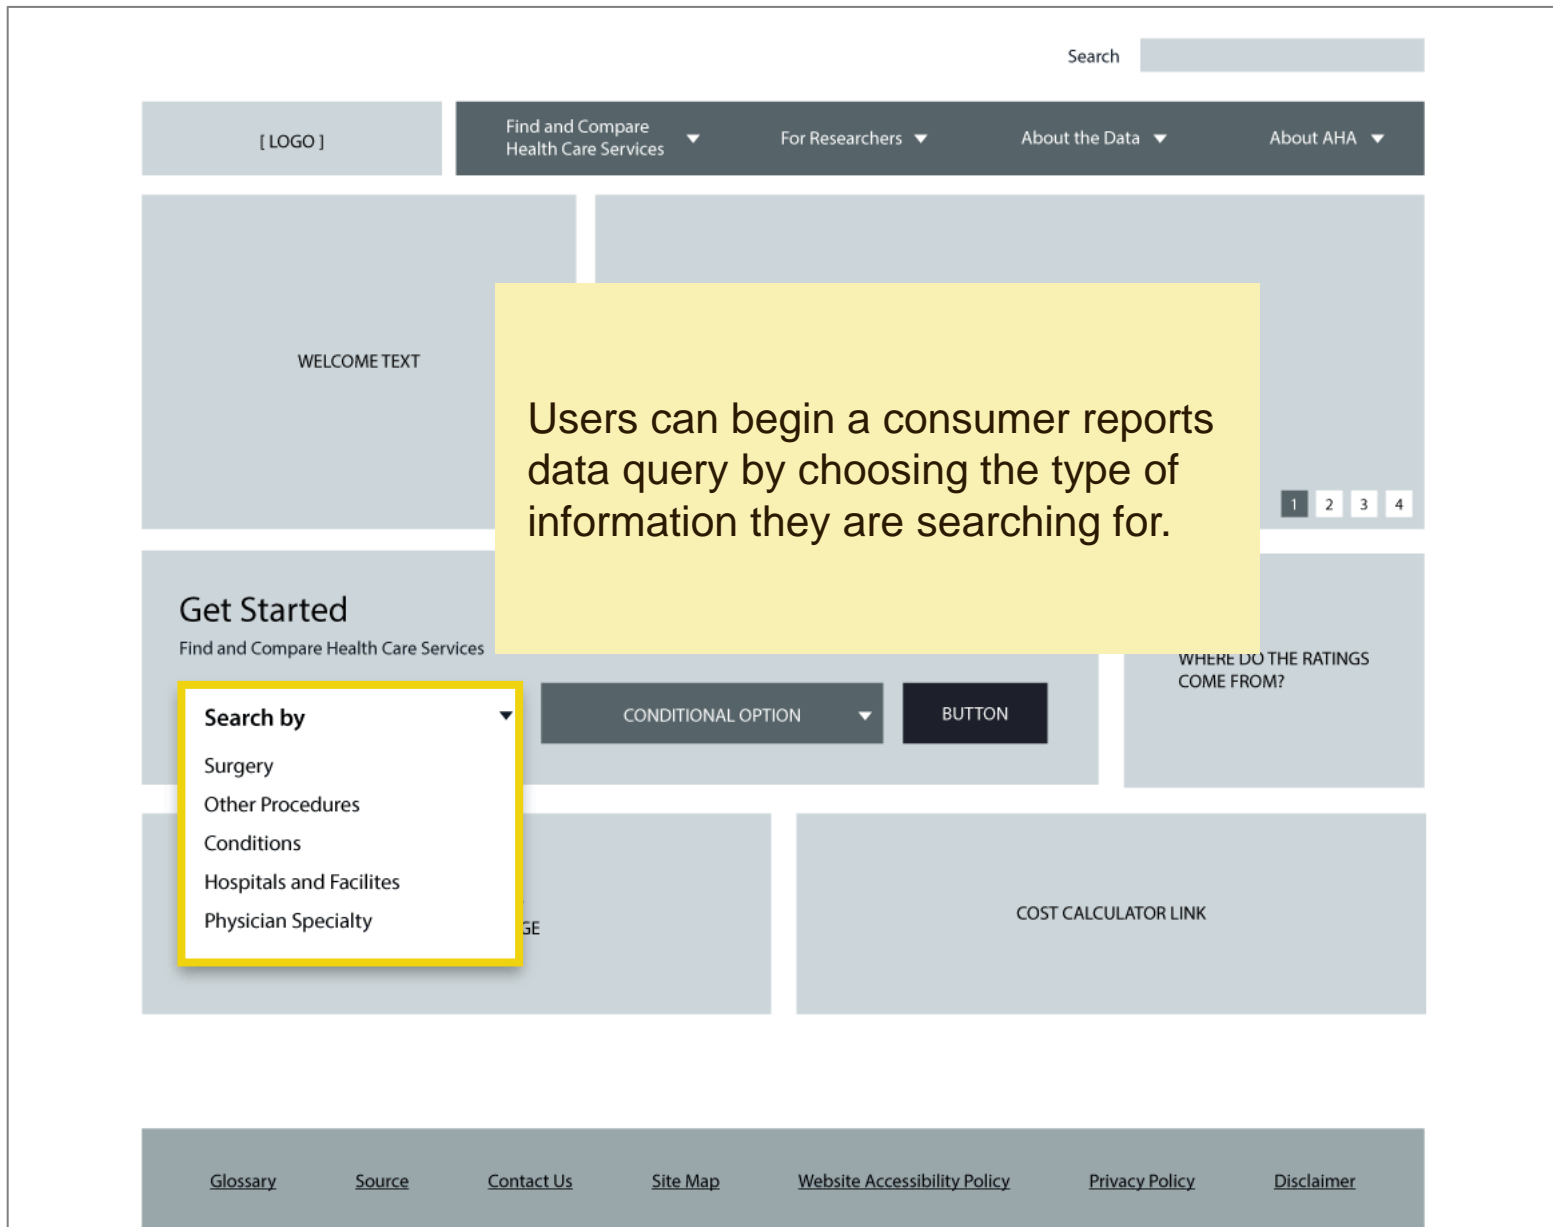 Search
[ LOGO ]
Find and Compare
Health Care Services
For Researchers
About the Data
About AHA
WELCOME TEXT
Users can begin a consumer reports
data query by choosing the type of
information they are searching for.
1 2 3 4
Get Started
Find and Compare Health Care Services
Search by
Surgery
Other Procedures
Conditions
Hospitals and Facilites
Physician Specialty
CONDITIONAL OPTION
BUTTON
WHERE DO THE RATINGS
COME FROM?
COST CALCULATOR LINK
Glossary
Source
Contact Us
Site Map
Website Accessibility Policy
Privacy Policy
Disclaimer